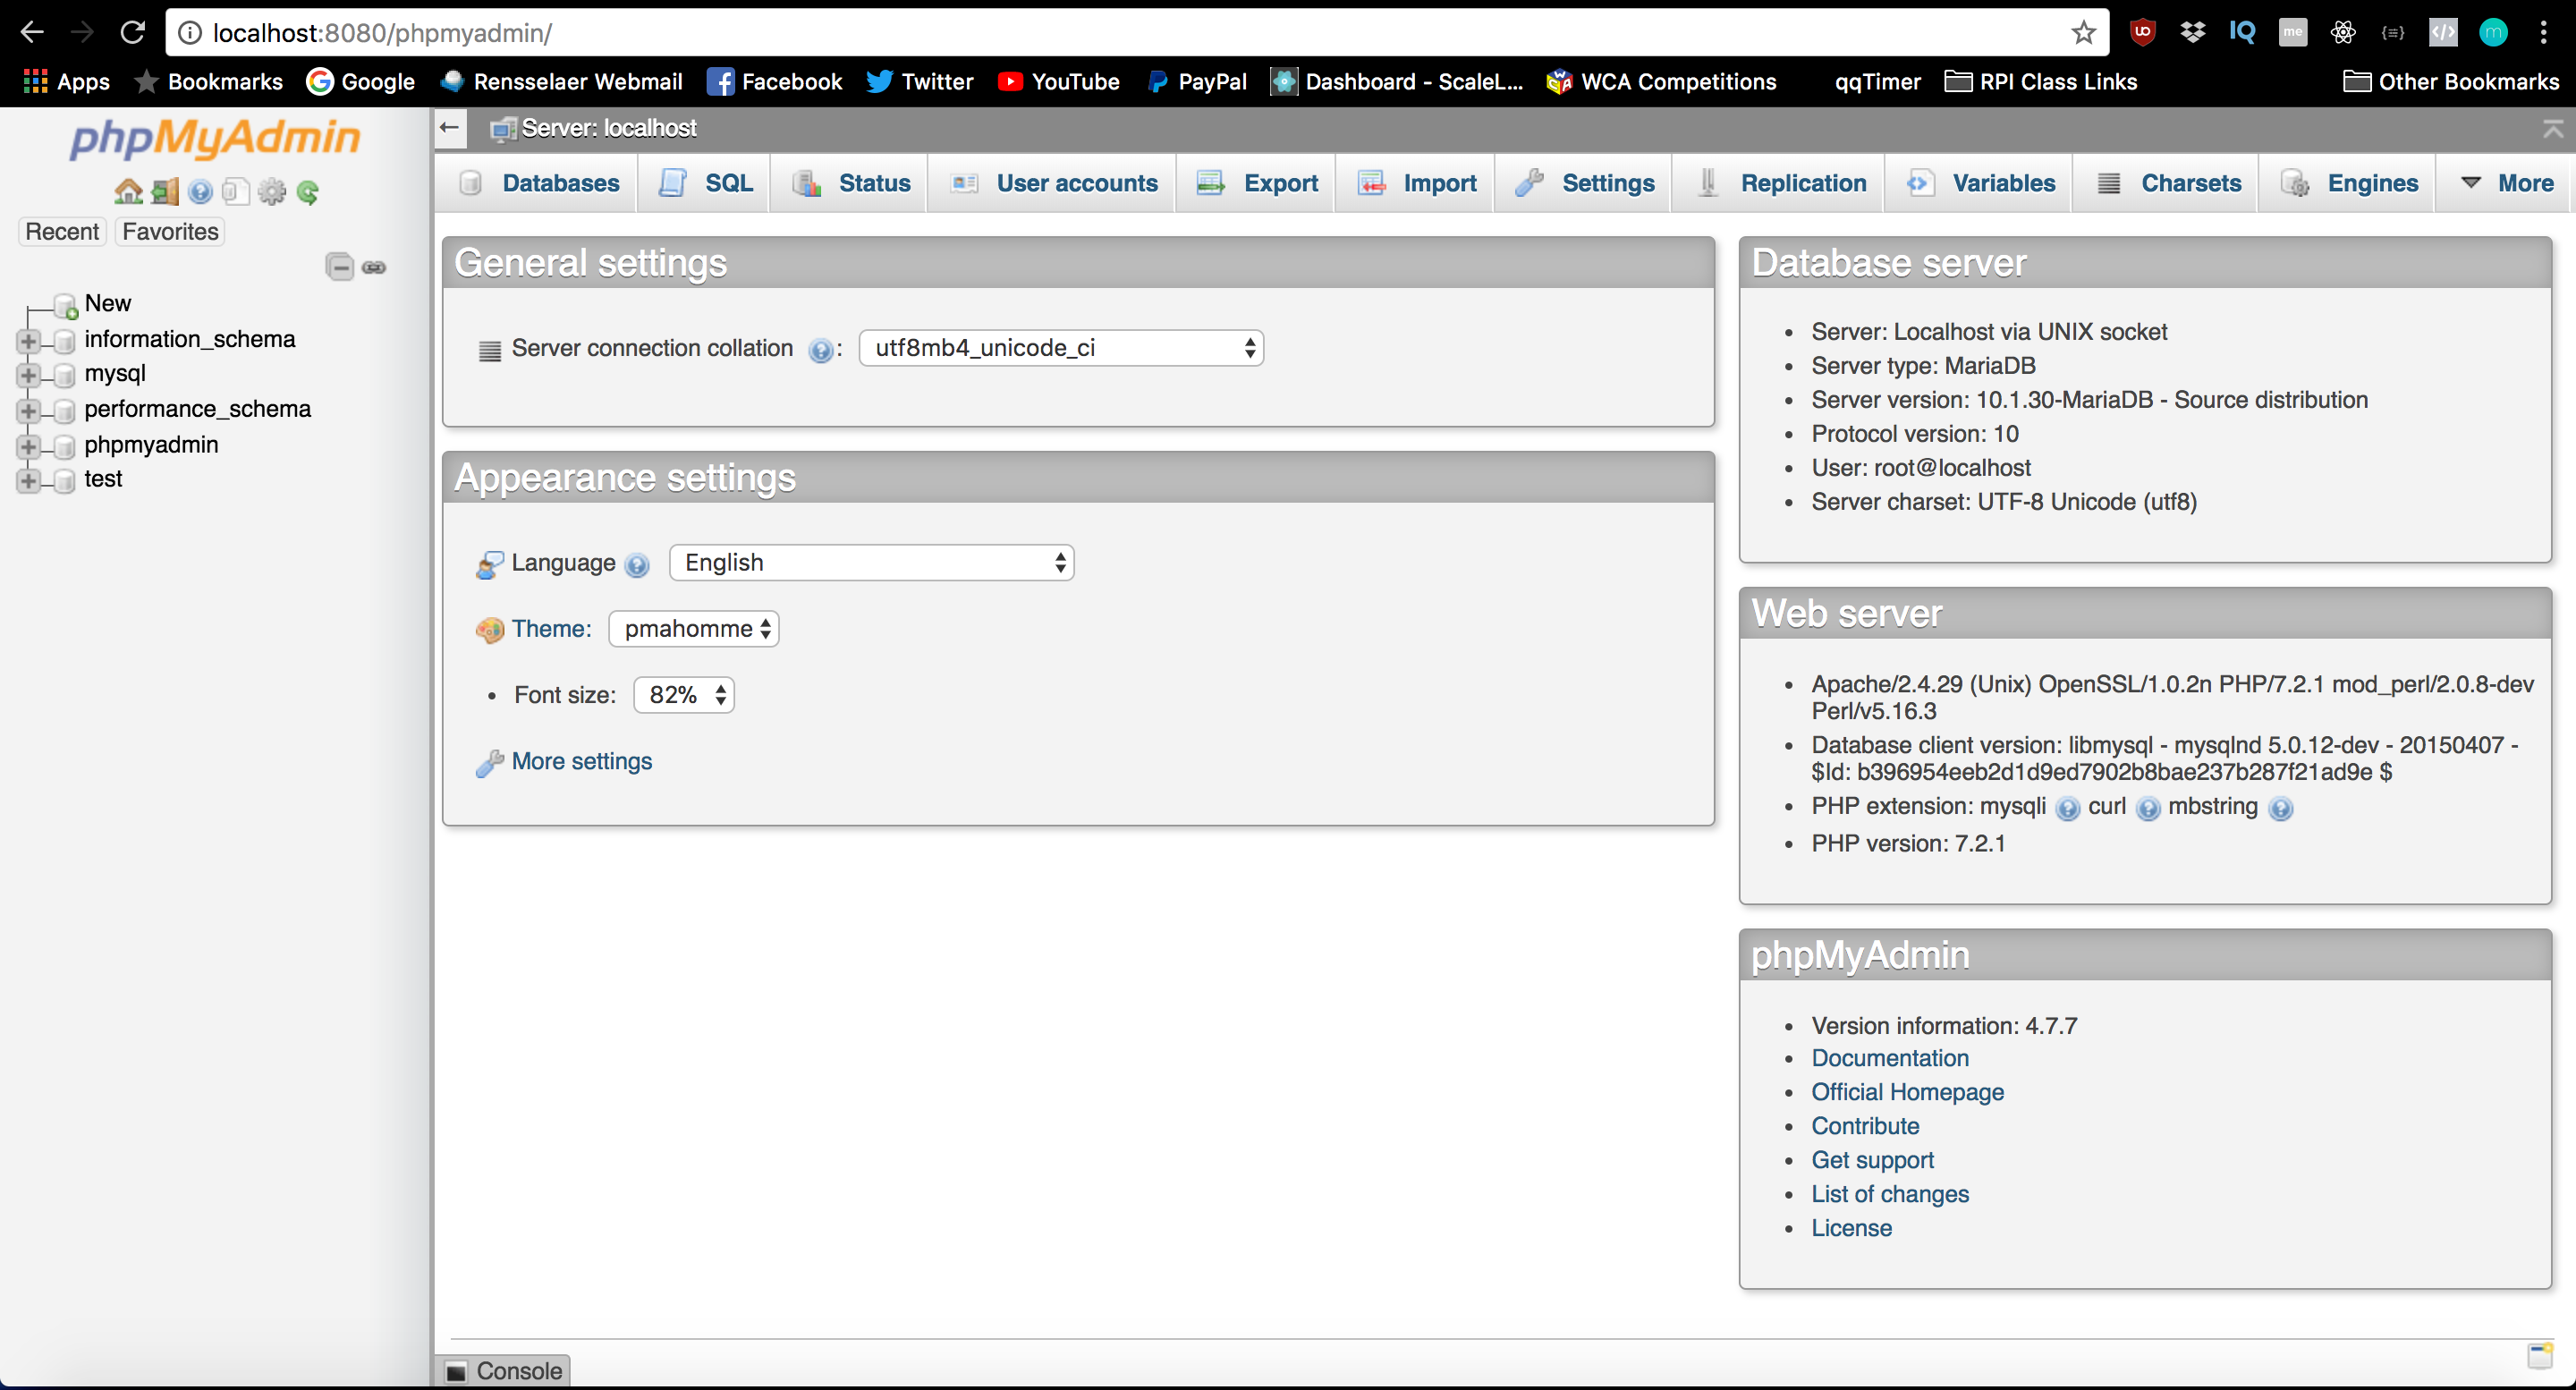 localhost:8080/phpmyadmin/
UO IQ me {≡} </> m
Apps Bookmarks Google Rensselaer Webmail Facebook Twitter YouTube PayPal Dashboard - ScaleL... WCA Competitions qqTimer RPI Class Links Other Bookmarks
phpMyAdmin
Recent Favorites
New
information_schema
mysql
performance_schema
phpmyadmin
test
Server: localhost
Databases SQL Status User accounts Export Import Settings Replication Variables Charsets Engines More
General settings
Server connection collation : utf8mb4_unicode_ci
Appearance settings
Language English
Theme: pmahomme
• Font size: 82%
More settings
Database server
• Server: Localhost via UNIX socket
• Server type: MariaDB
• Server version: 10.1.30-MariaDB - Source distribution
• Protocol version: 10
• User: root@localhost
• Server charset: UTF-8 Unicode (utf8)
Web server
• Apache/2.4.29 (Unix) OpenSSL/1.0.2n PHP/7.2.1 mod_perl/2.0.8-dev
Perl/v5.16.3
• Database client version: libmysql - mysqlnd 5.0.12-dev - 20150407 -
$Id: b396954eeb2d1d9ed7902b8bae237b287f21ad9e $
• PHP extension: mysqli curl mbstring
• PHP version: 7.2.1
phpMyAdmin
• Version information: 4.7.7
• Documentation
• Official Homepage
• Contribute
• Get support
• List of changes
• License
Console